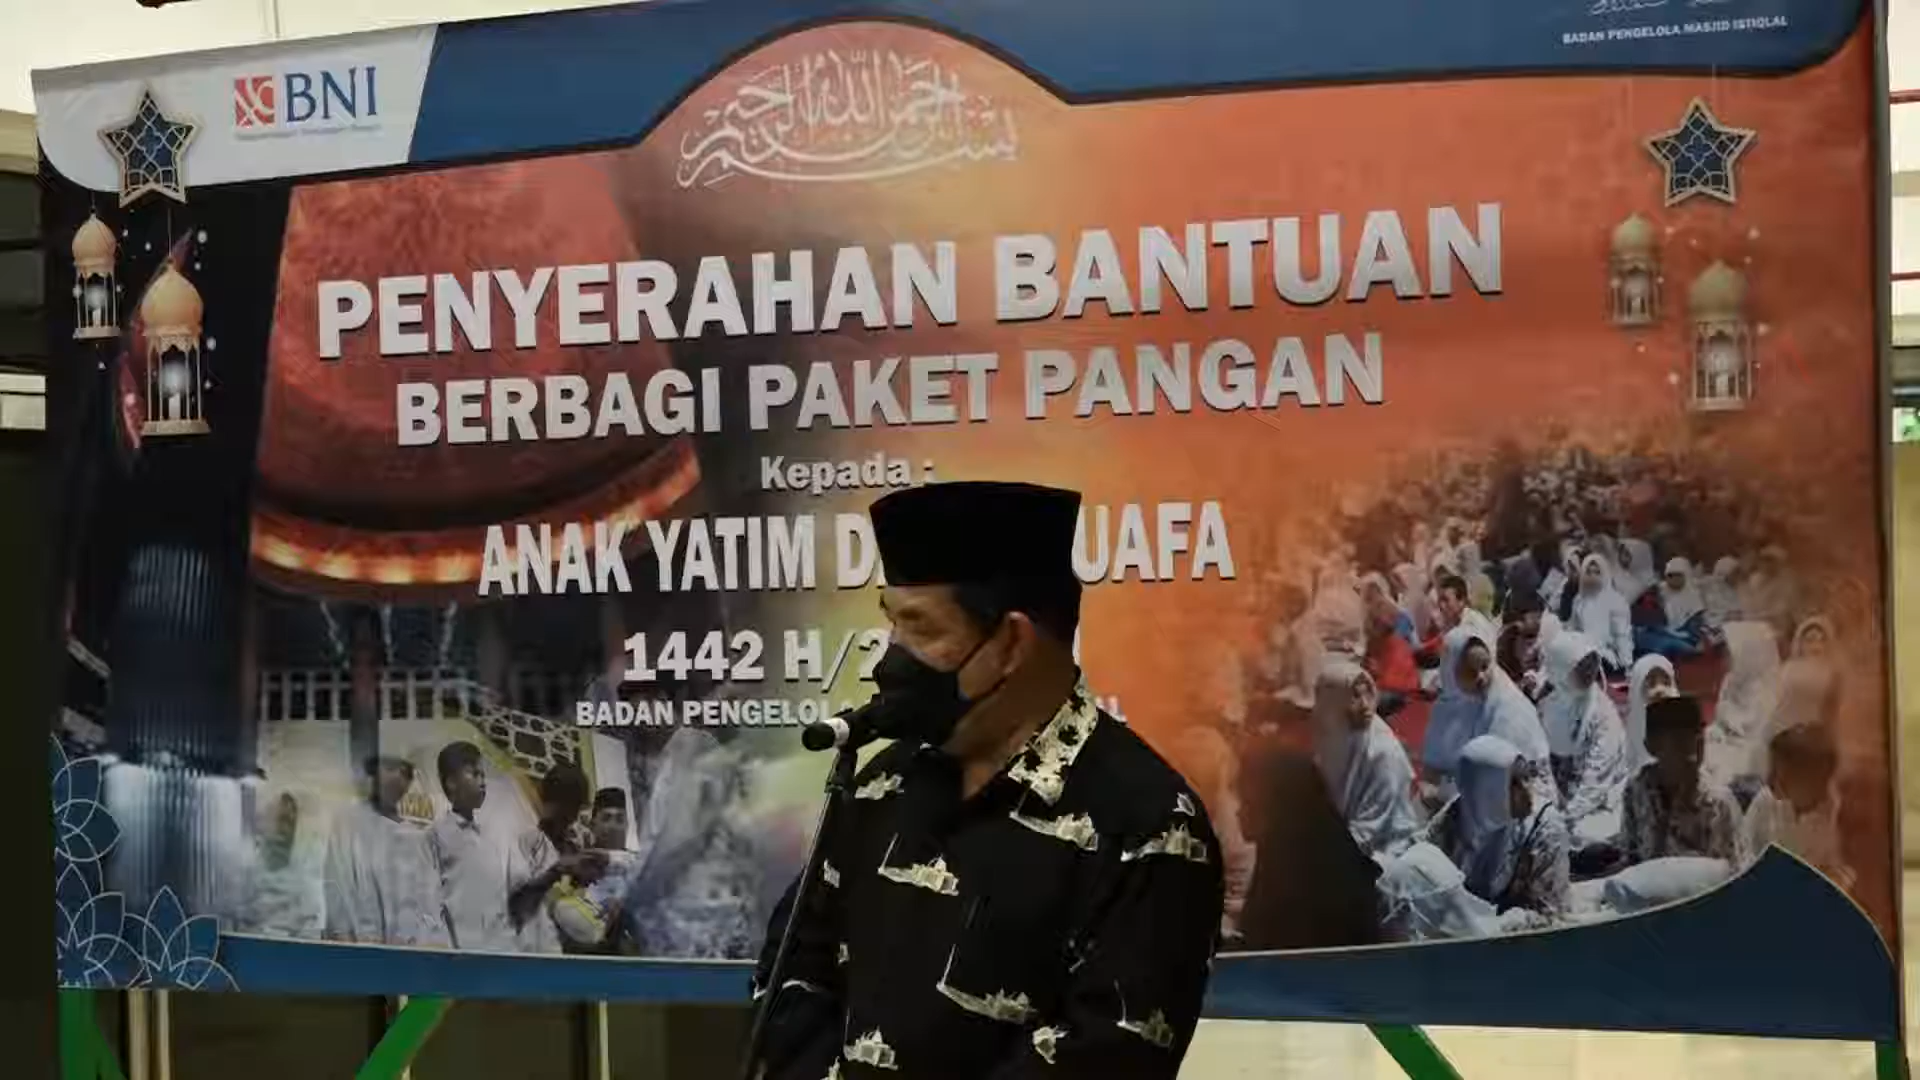 BNI
BADAN PENGELOLA MASJID ISTIQLAL
بسم الله الرحمن الرحيم
PENYERAHAN BANTUAN
BERBAGI PAKET PANGAN
Kepada :
ANAK YATIM D UAFA
1442 H/2
BADAN PENGELOL